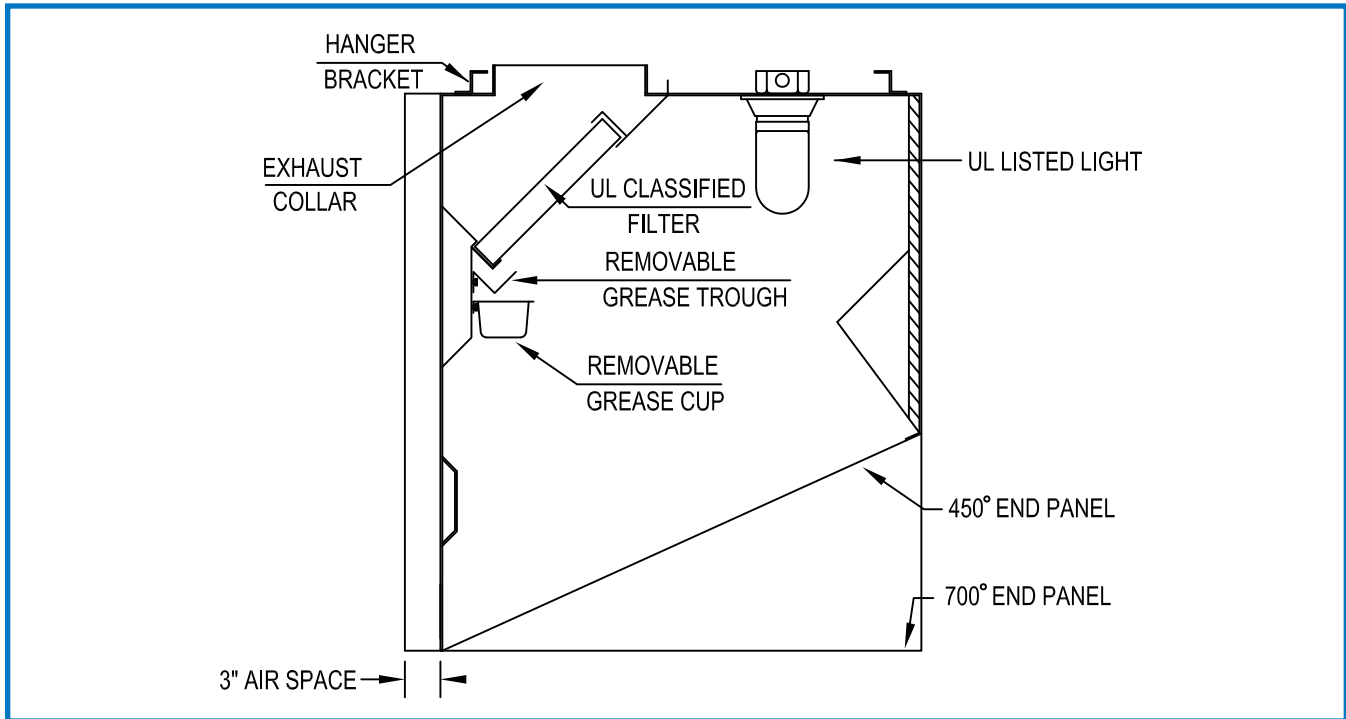 HANGER
BRACKET
EXHAUST
COLLAR
UL CLASSIFIED
FILTER
UL LISTED LIGHT
REMOVABLE
GREASE TROUGH
REMOVABLE
GREASE CUP
450° END PANEL
700° END PANEL
3" AIR SPACE